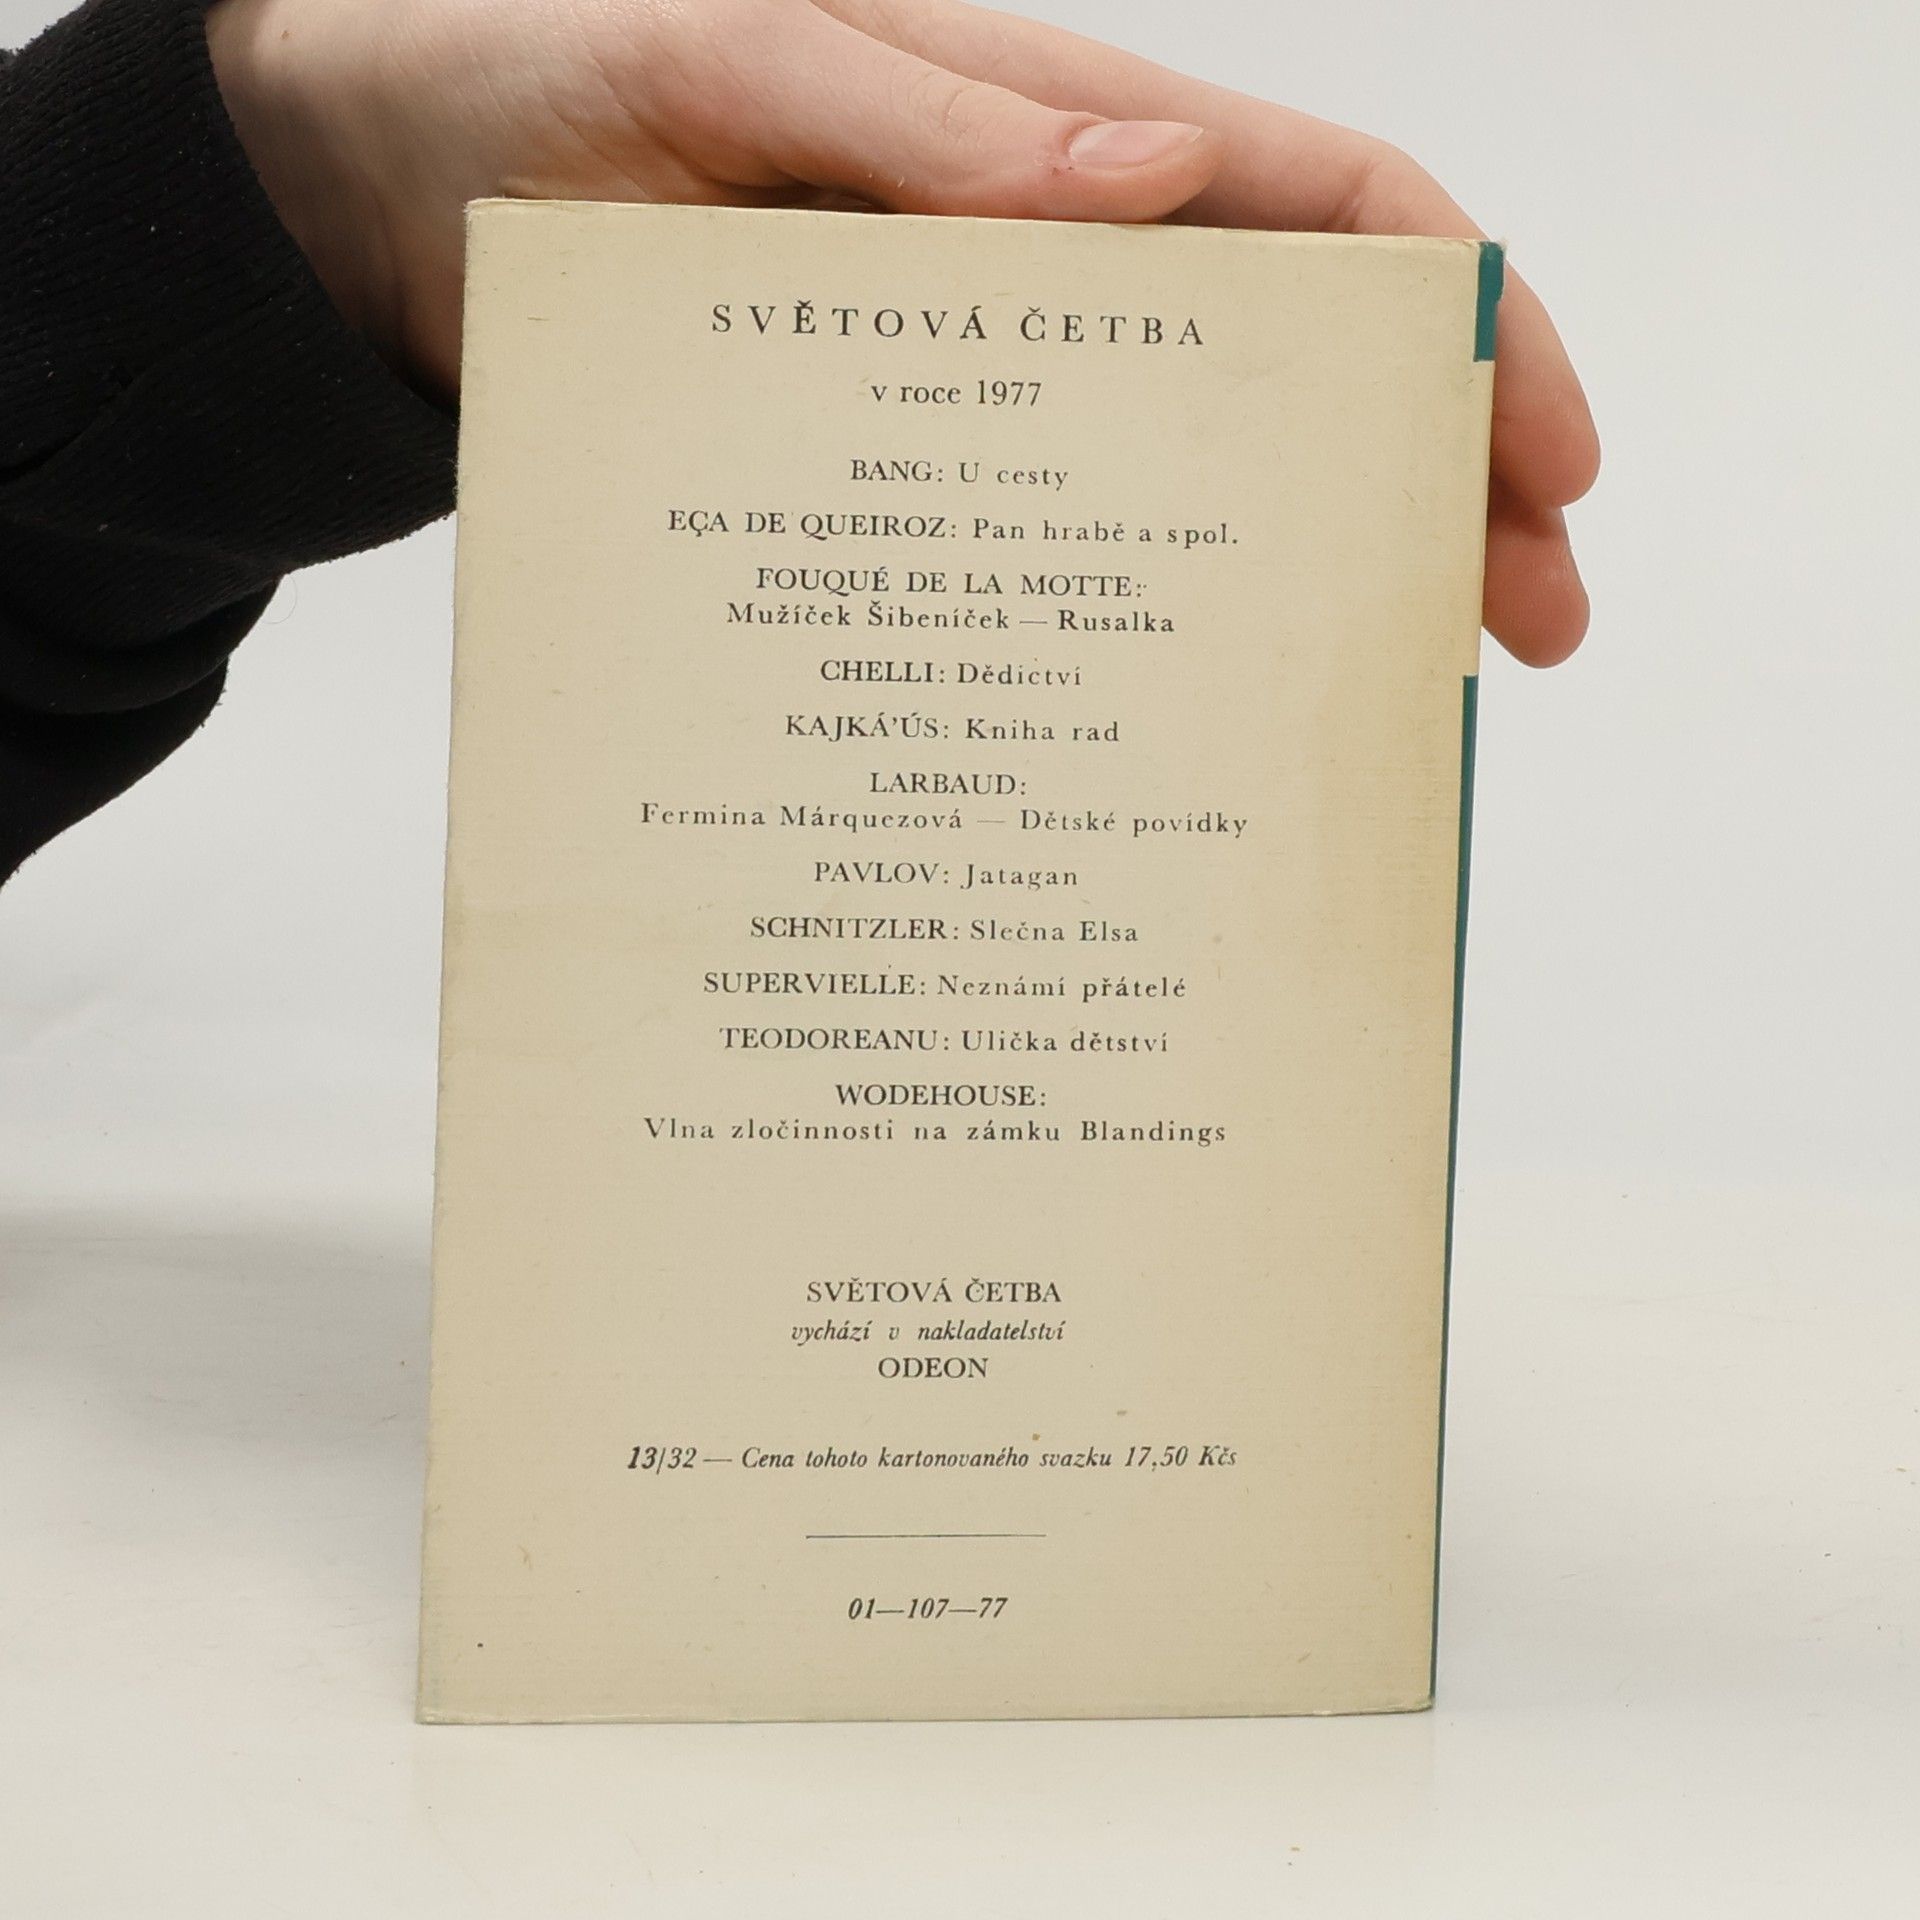 SVĚTOVÁ ČETBA
v roce 1977
BANG: U cesty
EÇA DE QUEIROZ: Pan hrabě a spol.
FOUQUÉ DE LA MOTTE:
Mužíček Šibeníček — Rusalka
CHELLI: Dědictví
KAJKÁ’ÚS: Kniha rad
LARBAUD:
Fermina Márquezová — Dětské povídky
PAVLOV: Jatagan
SCHNITZLER: Slečna Elsa
SUPERVIELLE: Neznámí přátelé
TEODOREANU: Ulička dětství
WODEHOUSE:
Vlna zločinnosti na zámku Blandings
SVĚTOVÁ ČETBA
vychází v nakladatelství
ODEON
13/32 — Cena tohoto kartonovaného svazku 17,50 Kčs
01—107—77